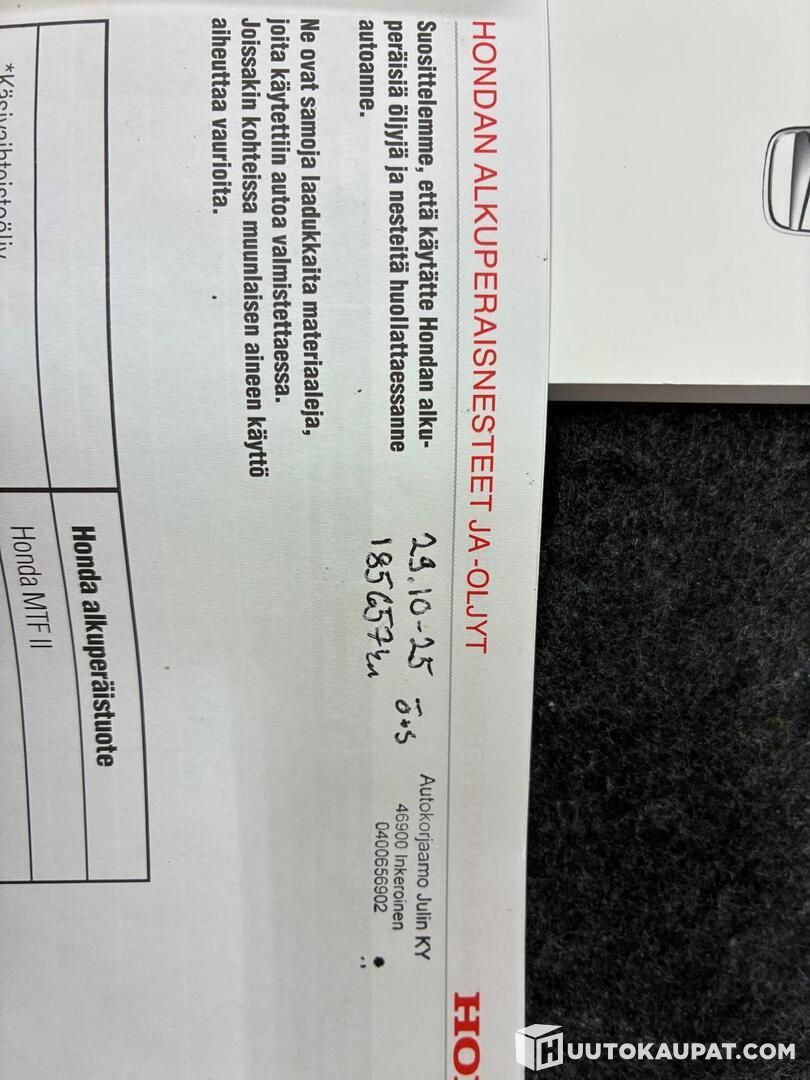 HONDAN ALKUPERAISNESTEET JA -OLJYT
Suosittelemme, että käytätte Hondan alku-
peräisiä öljyjä ja nesteitä huollattaessanne
autoanne.
Ne ovat samoja laadukkaita materiaaleja,
joita käytettiin autoa valmistettaessa.
Joissakin kohteissa muunlaisen aineen käyttö
aiheuttaa vaurioita.
29.10-25 ö+s
185657km
Autokorjaamo Julin KY
46900 Inkeroinen
0400656902
Honda alkuperäistuote
Honda MTF II
HO
HUUTOKAUPAT.COM